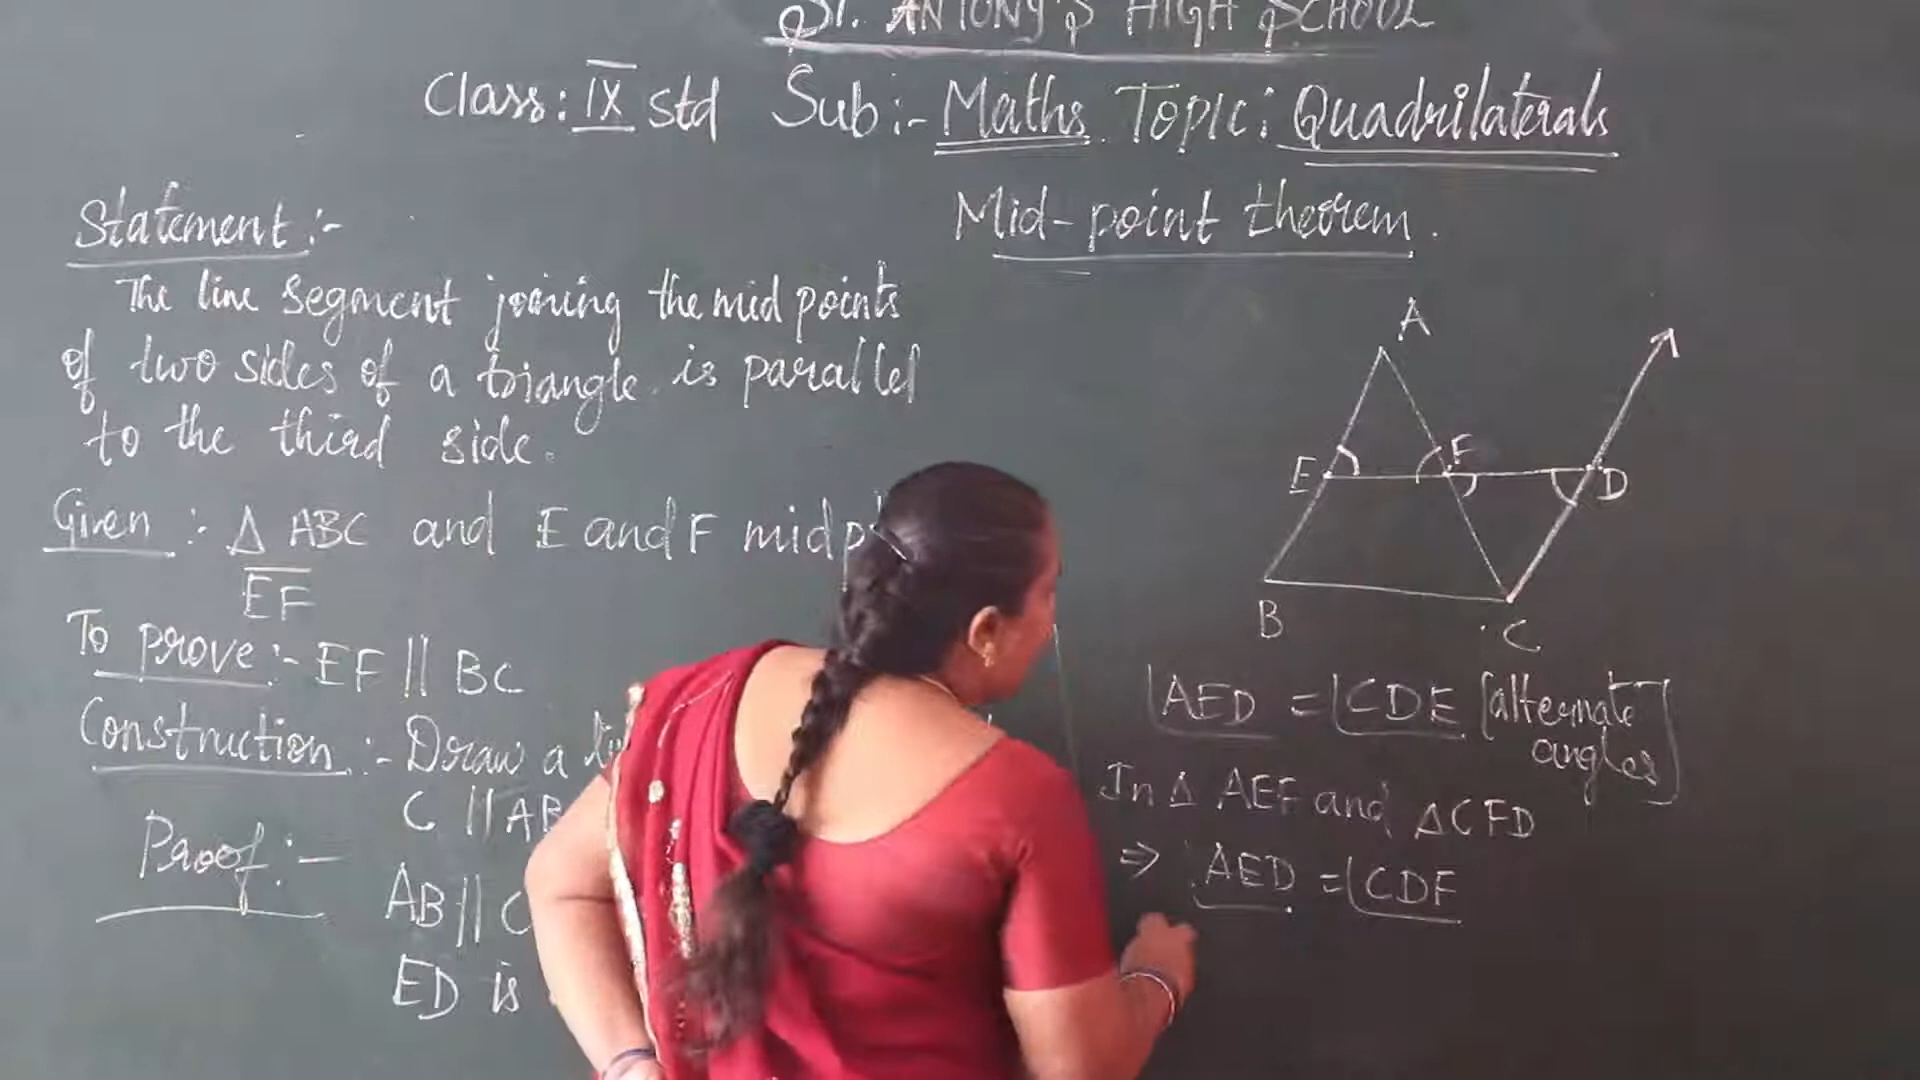 ST. ANTONY'S HIGH SCHOOL
Class: IX std Sub:- Maths Topic: Quadrilaterals
Mid-point theorem.
Statement:-
The line segment joining the mid points
of two sides of a triangle is parallel
to the third side.
Given :- Δ ABC and E and F mid
EF
To prove:- EF || BC
Construction:- Draw a
C || AB
Proof:-
AB ||
ED is
A
E F D
B C
∠AED = ∠CDE [alternate
angles]
In Δ AEF and ΔCFD
⇒ AED = ∠CDF